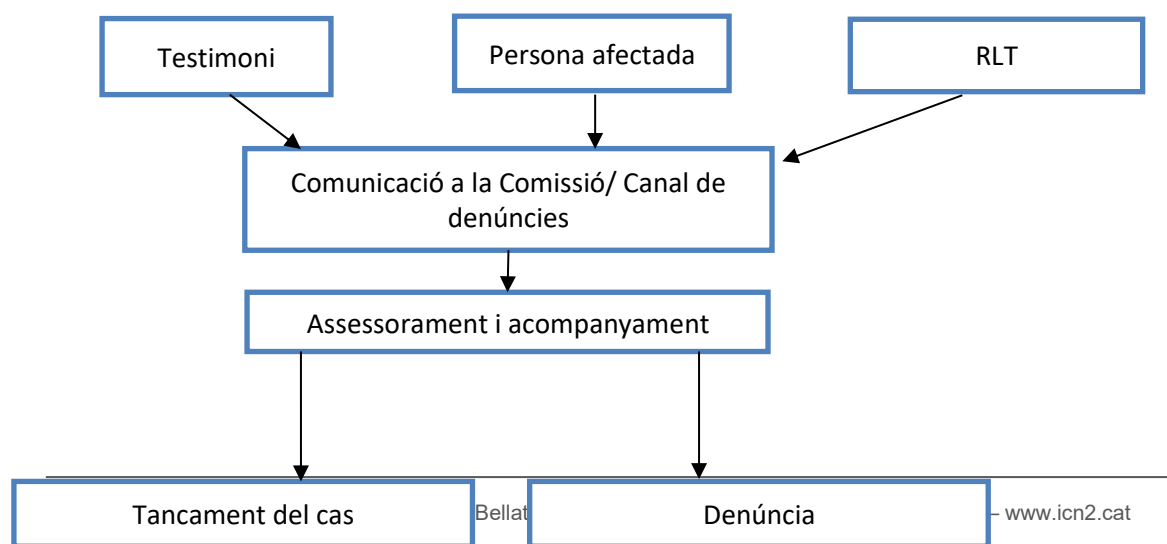 Testimoni
Persona afectada
RLT
Comunicació a la Comissió/ Canal de
denúncies
Assessorament i acompanyament
Tancament del cas
Bellat
Denúncia
– www.icn2.cat